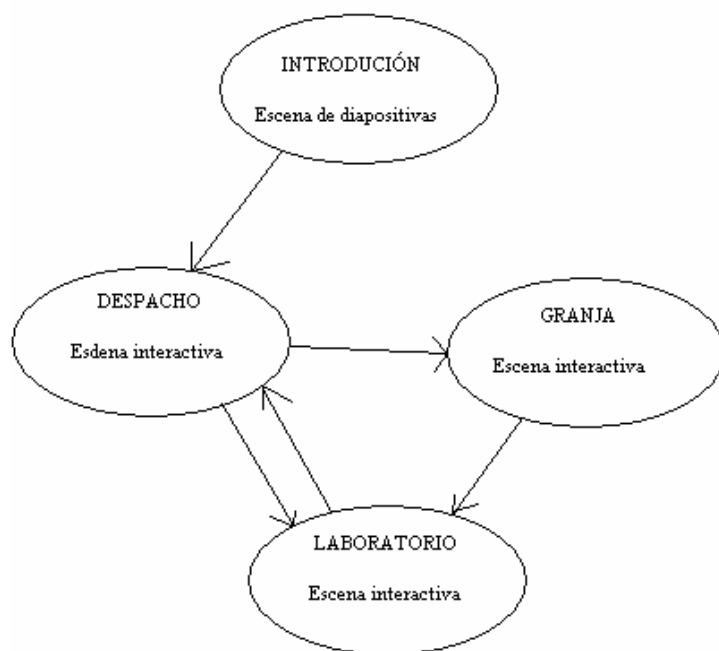 INTRODUCIÓN
Escena de diapositivas
DESPACHO
Esdena interactiva
GRANJA
Escena interactiva
LABORATORIO
Escena interactiva